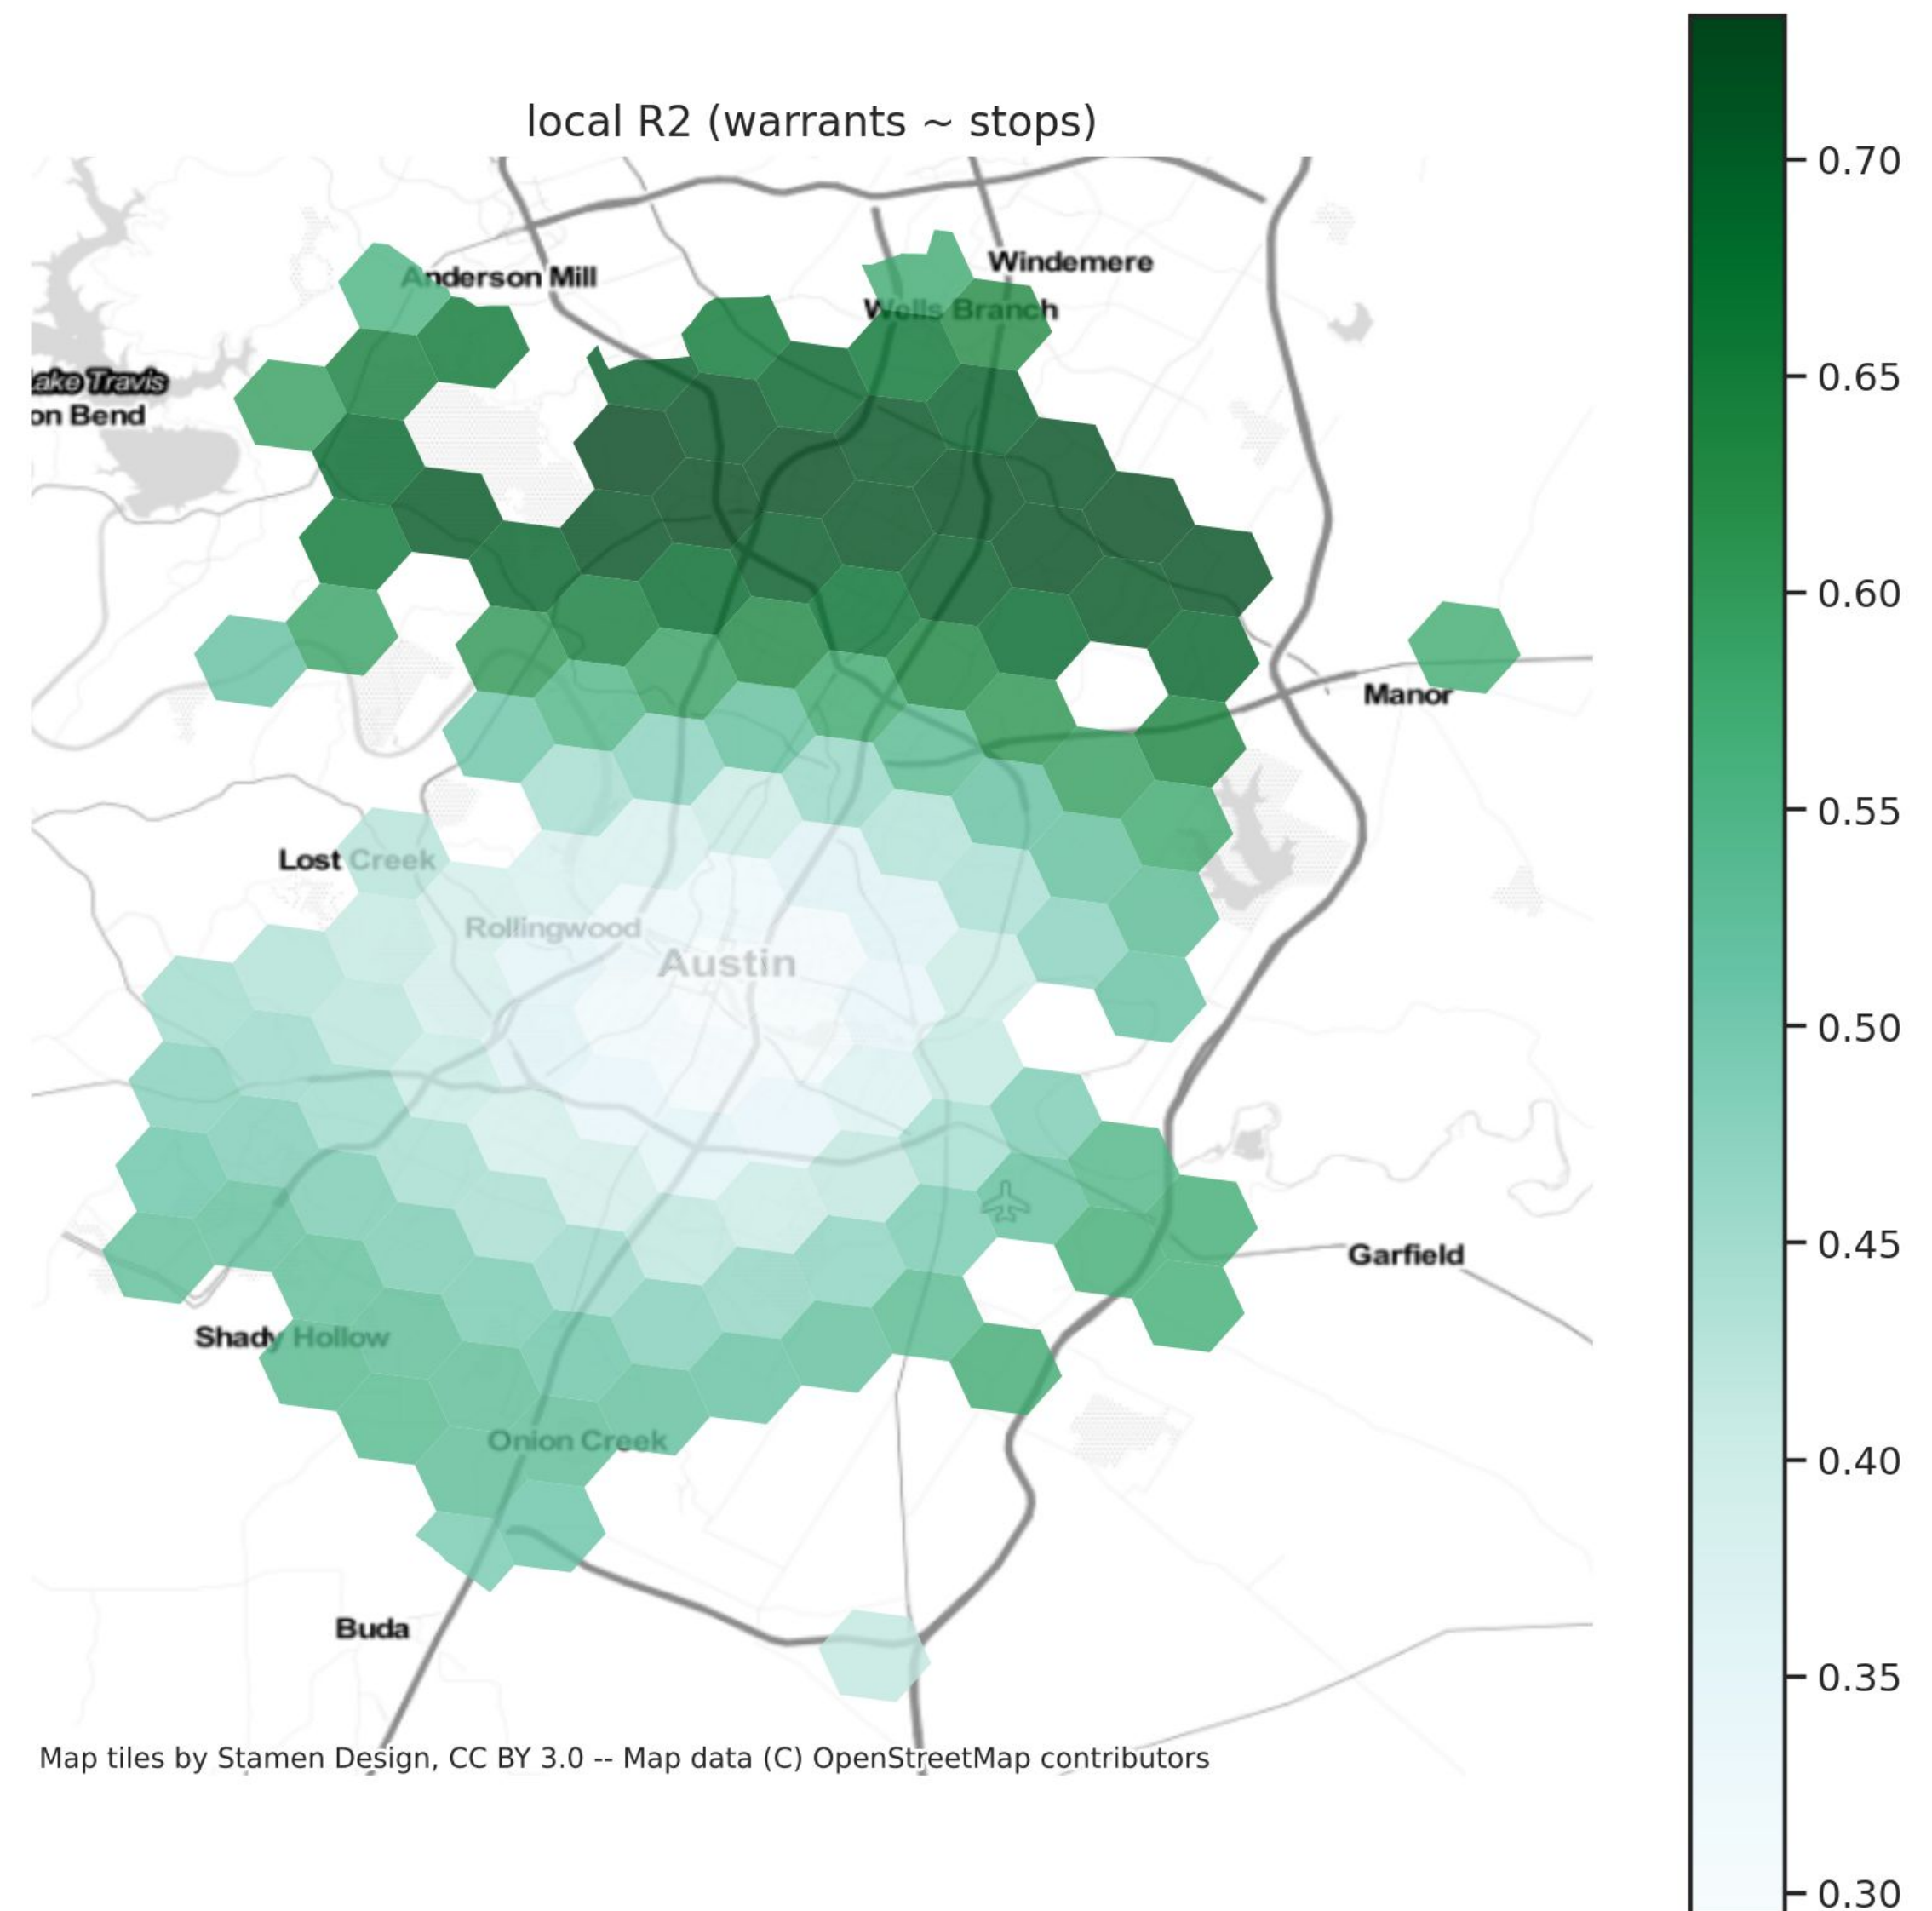 local R2 (warrants ~ stops)
Anderson Mill
Windemere
Wells Branch
Lake Travis
on Bend
Manor
Lost Creek
Rollingwood
Austin
Garfield
Shady Hollow
Onion Creek
Buda
Map tiles by Stamen Design, CC BY 3.0 -- Map data (C) OpenStreetMap contributors
0.70
0.65
0.60
0.55
0.50
0.45
0.40
0.35
0.30